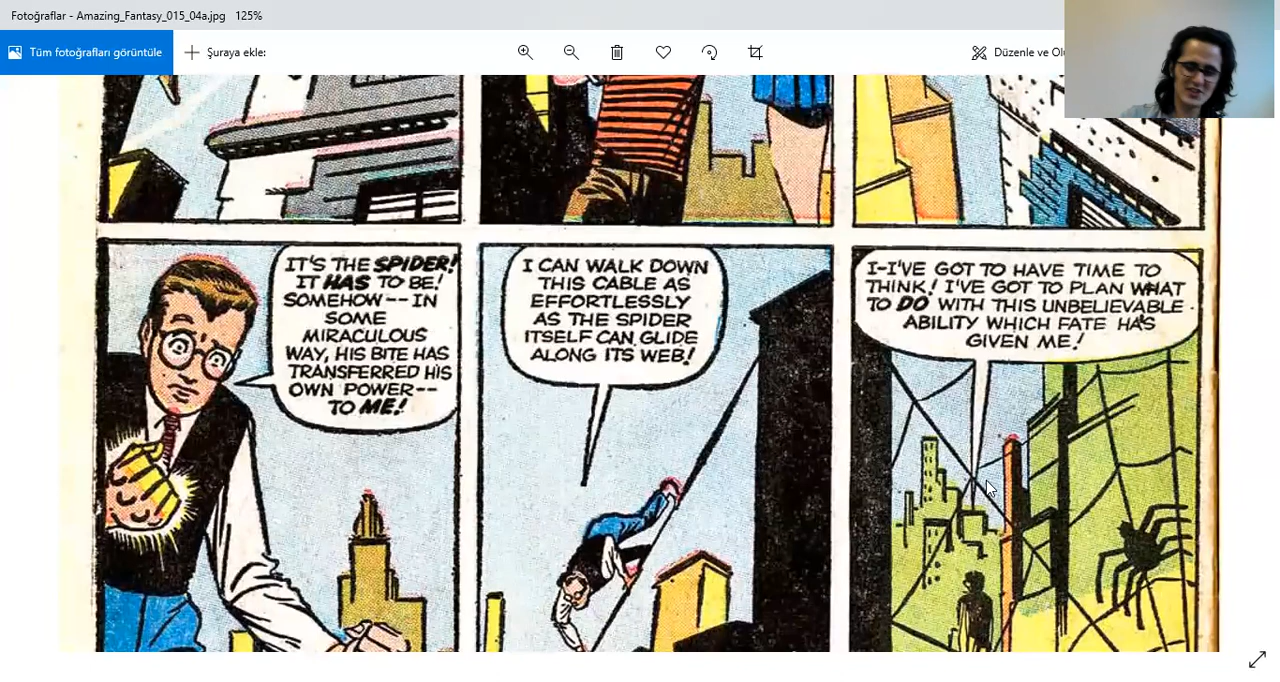 Fotoğraflar - Amazing_Fantasy_015_04a.jpg 125%
Tüm fotoğrafları görüntüle
Şuraya ekle:
Düzenle ve
IT'S THE SPIDER!
IT HAS TO BE!
SOMEHOW-- IN
SOME
MIRACULOUS
WAY, HIS BITE HAS
TRANSFERRED HIS
OWN POWER--
TO ME!
I CAN WALK DOWN
THIS CABLE AS
EFFORTLESSLY
AS THE SPIDER
ITSELF CAN GLIDE
ALONG ITS WEB!
I-I'VE GOT TO HAVE TIME TO
THINK! I'VE GOT TO PLAN WHAT
TO DO WITH THIS UNBELIEVABLE
ABILITY WHICH FATE HAS
GIVEN ME!